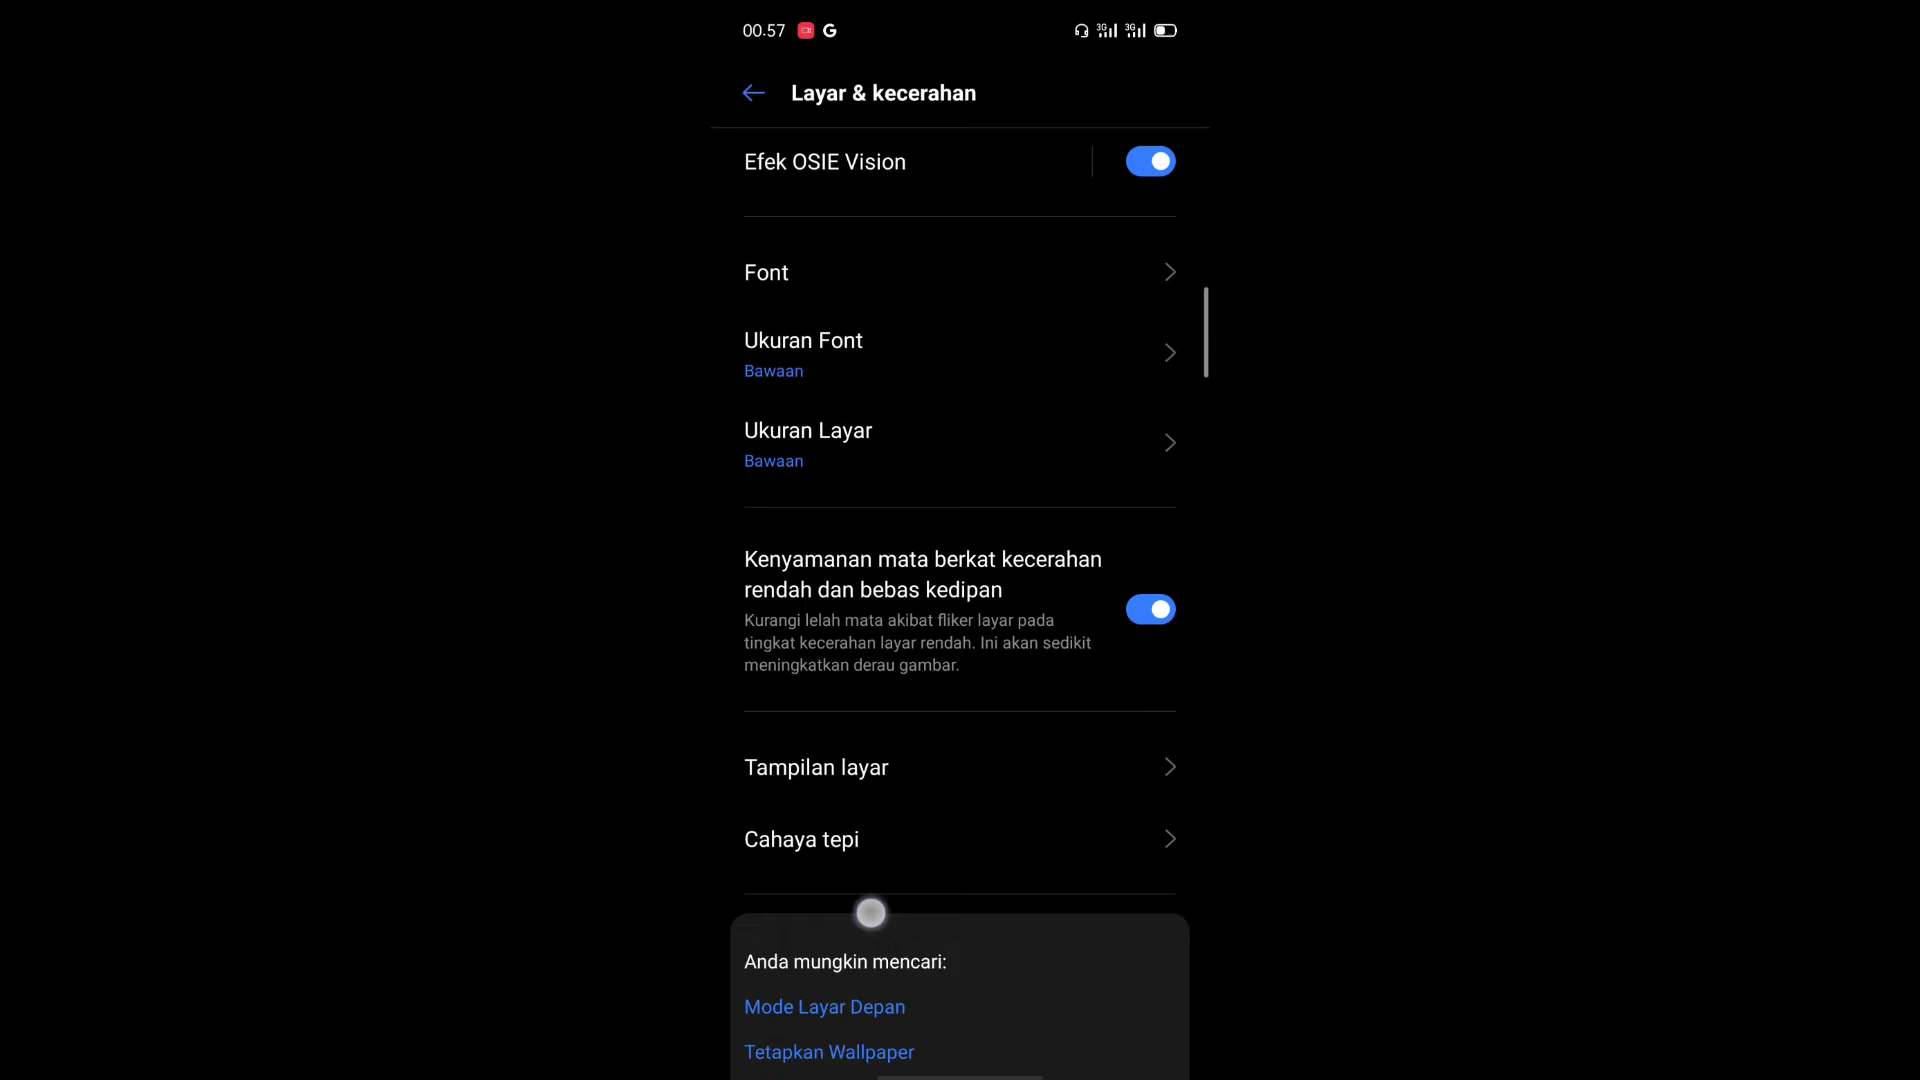 00.57 G 3G 3G
Layar & kecerahan
Efek OSIE Vision
Font
Ukuran Font
Bawaan
Ukuran Layar
Bawaan
Kenyamanan mata berkat kecerahan
rendah dan bebas kedipan
Kurangi lelah mata akibat fliker layar pada
tingkat kecerahan layar rendah. Ini akan sedikit
meningkatkan derau gambar.
Tampilan layar
Cahaya tepi
Anda mungkin mencari:
Mode Layar Depan
Tetapkan Wallpaper